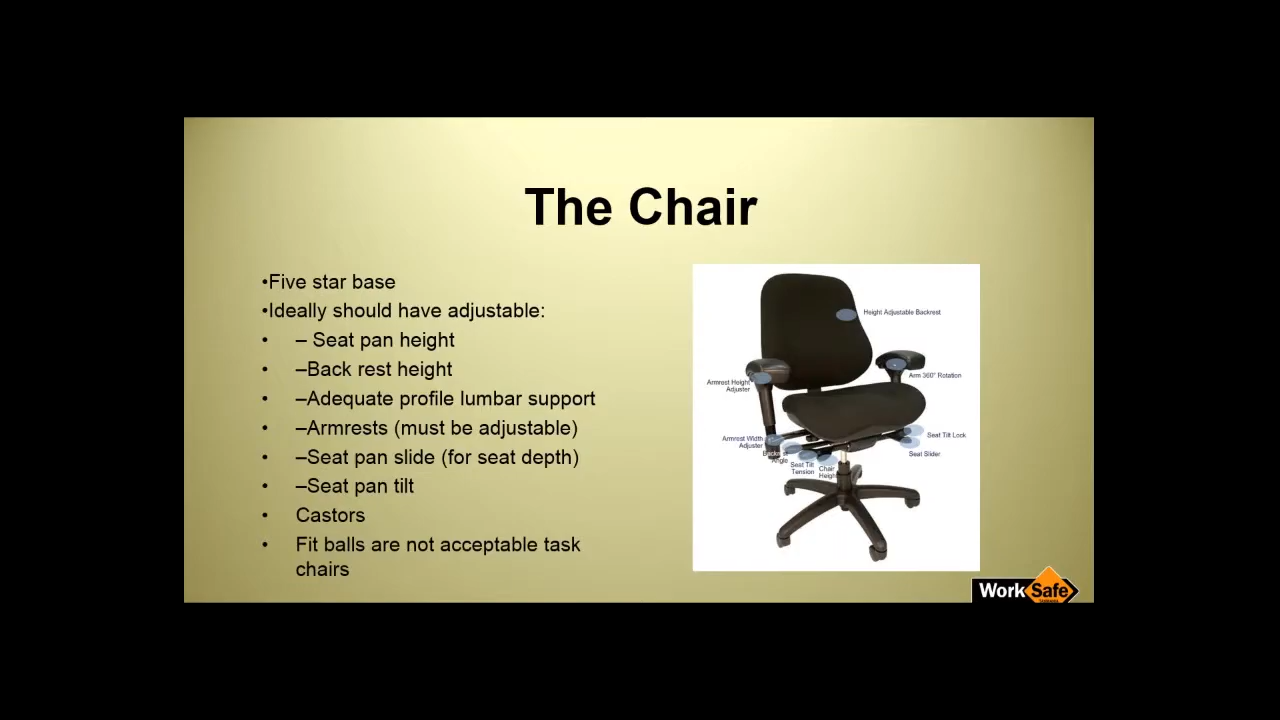 The Chair
•Five star base
•Ideally should have adjustable:
• – Seat pan height
• –Back rest height
• –Adequate profile lumbar support
• –Armrests (must be adjustable)
• –Seat pan slide (for seat depth)
• –Seat pan tilt
• Castors
• Fit balls are not acceptable task
chairs
Height Adjustable Backrest
Armrest Height
Adjuster
Arm 360° Rotation
Armrest Width
Adjuster
Angle
Seat Tilt
Tension
Chair
Height
Seat Tilt Lock
Seat Slider
WorkSafe